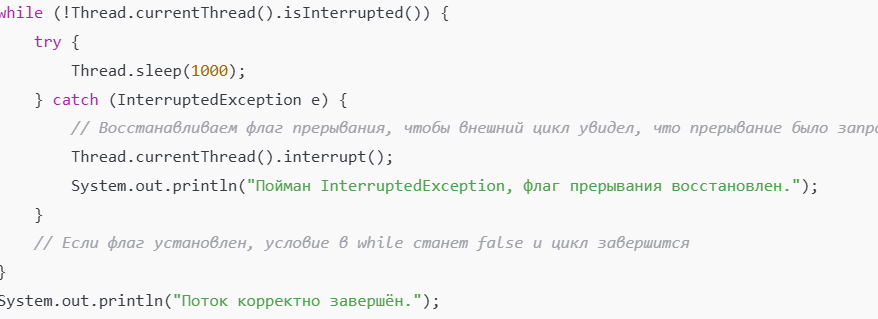 while (!Thread.currentThread().isInterrupted()) {
try {
Thread.sleep(1000);
} catch (InterruptedException e) {
// Восстанавливаем флаг прерывания, чтобы внешний цикл увидел, что прерывание было
Thread.currentThread().interrupt();
System.out.println("Пойман InterruptedException, флаг прерывания восстановлен.");
}
// Если флаг установлен, условие в while станет false и цикл завершится
}
System.out.println("Поток корректно завершён.");